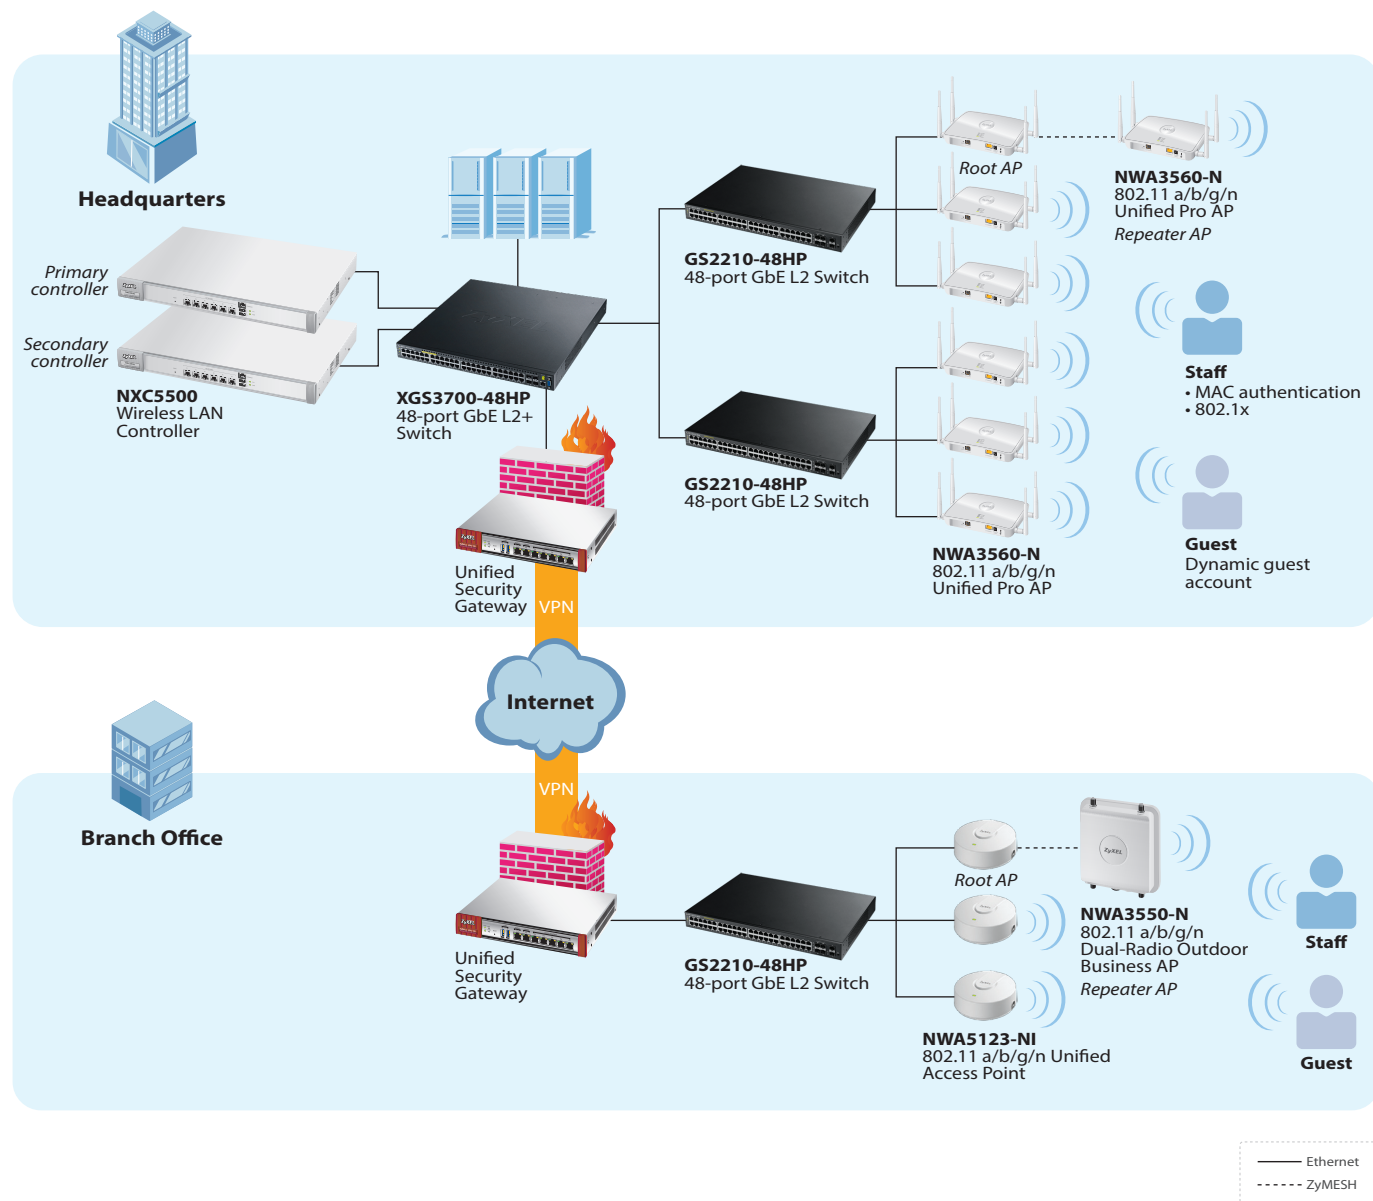 Headquarters
Primary
controller
Secondary
controller
NXC5500
Wireless LAN
Controller
XGS3700-48HP
48-port GbE L2+
Switch
Unified
Security
Gateway
VPN
GS2210-48HP
48-port GbE L2 Switch
GS2210-48HP
48-port GbE L2 Switch
Root AP
NWA3560-N
802.11 a/b/g/n
Unified Pro AP
Repeater AP
NWA3560-N
802.11 a/b/g/n
Unified Pro AP
Staff
• MAC authentication
• 802.1x
Guest
Dynamic guest
account
Internet
Branch Office
VPN
Unified
Security
Gateway
GS2210-48HP
48-port GbE L2 Switch
Root AP
ZyXEL
NWA3550-N
802.11 a/b/g/n
Dual-Radio Outdoor
Business AP
Repeater AP
NWA5123-NI
802.11 a/b/g/n Unified
Access Point
Staff
Guest
Ethernet
ZyMESH